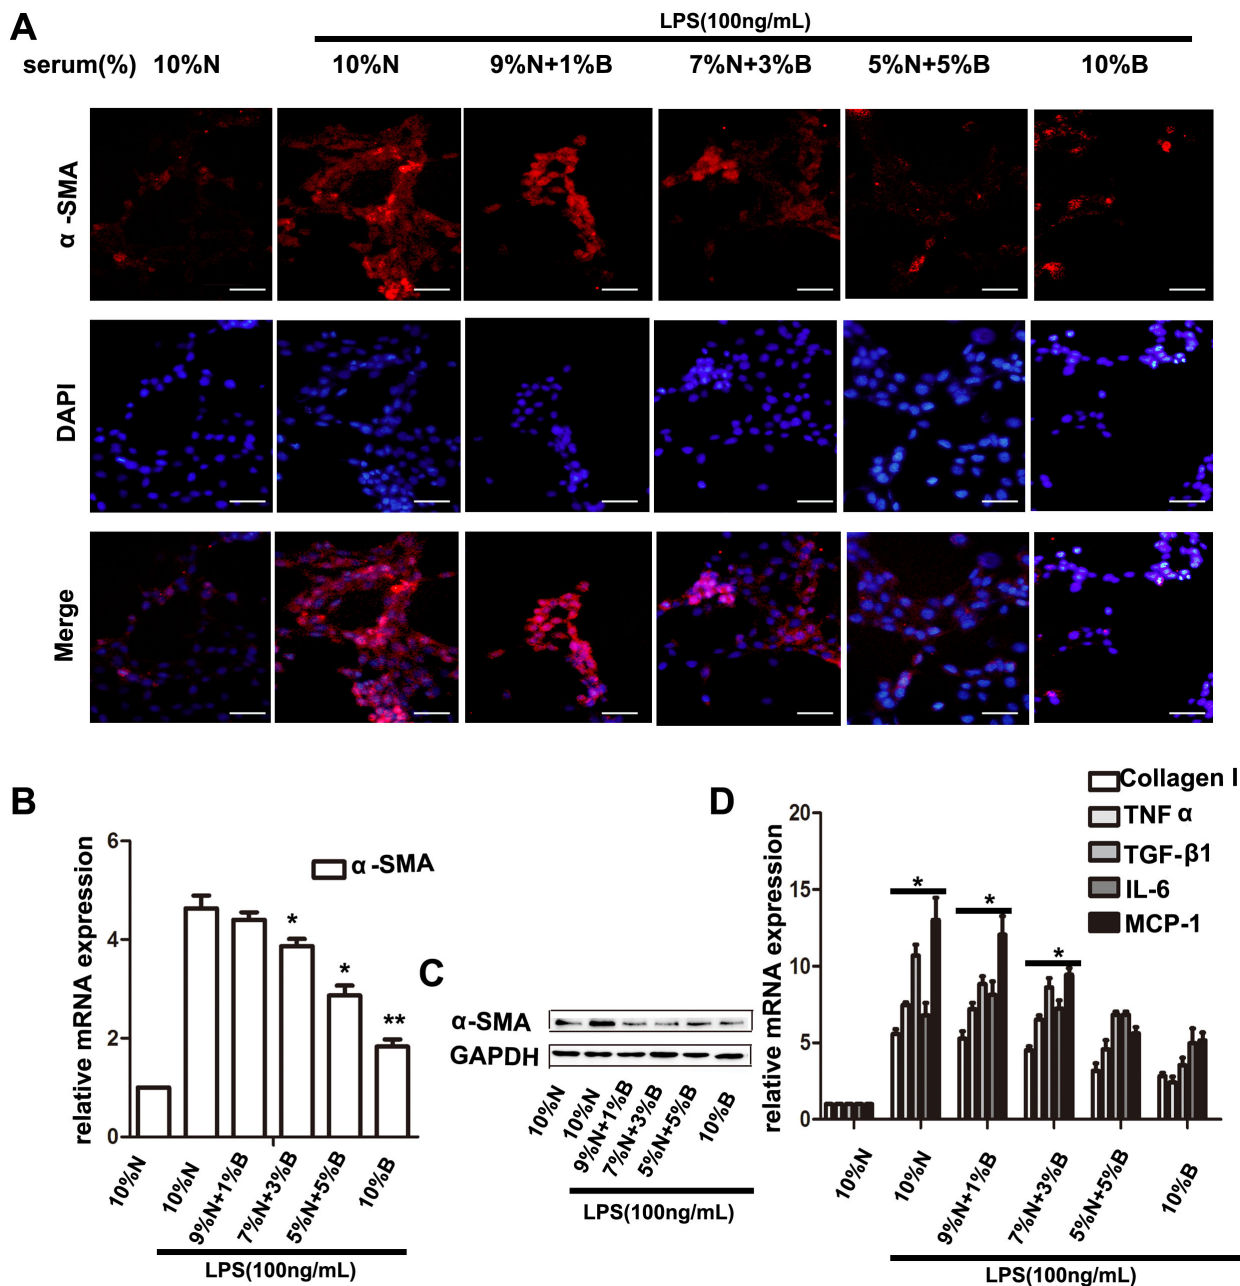 A
LPS(100ng/mL)
serum(%) 10%N 10%N 9%N+1%B 7%N+3%B 5%N+5%B 10%B
α-SMA
DAPI
Merge
B
relative mRNA expression
6
4
2
0
α-SMA
*
*
**
10%N
10%N
9%N+1%B
7%N+3%B
5%N+5%B
10%B
LPS(100ng/mL)
C
α-SMA
GAPDH
10%N
10%N
9%N+1%B
7%N+3%B
5%N+5%B
10%B
LPS(100ng/mL)
D
relative mRNA expression
20
15
10
5
0
Collagen I
TNF α
TGF-β1
IL-6
MCP-1
*
*
*
10%N
10%N
9%N+1%B
7%N+3%B
5%N+5%B
10%B
LPS(100ng/mL)